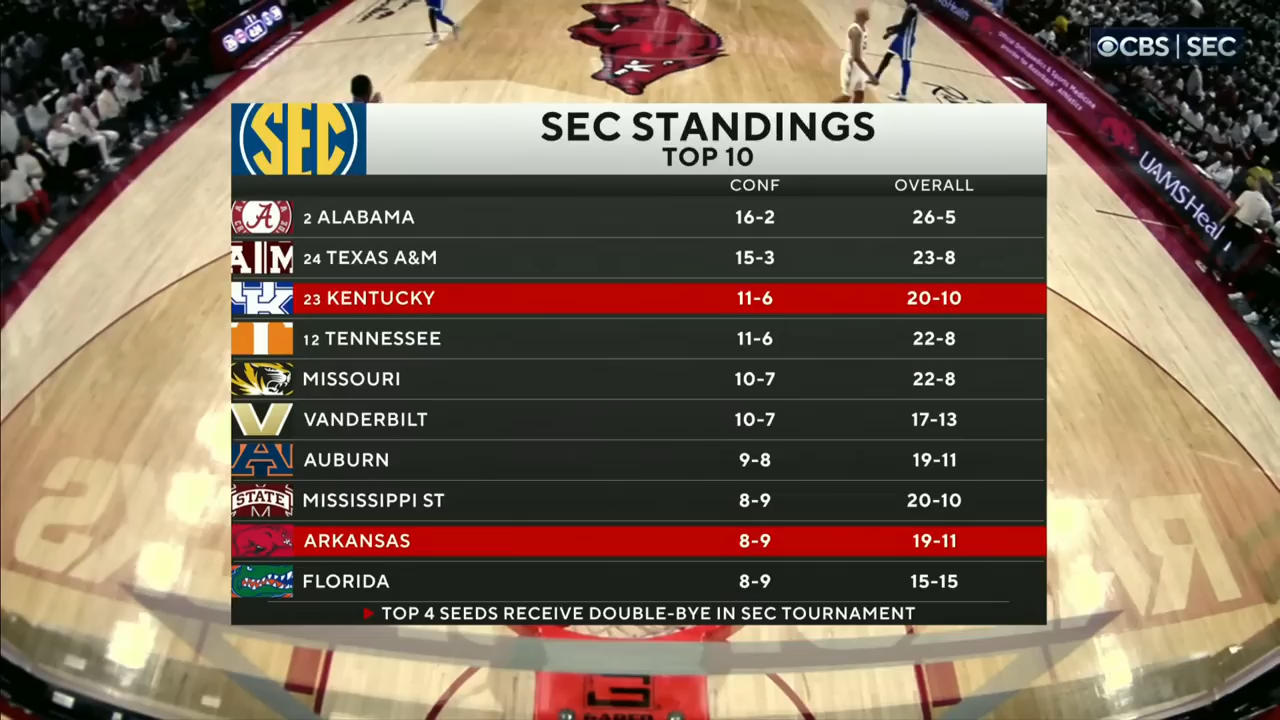 CBS | SEC
SEC
SEC STANDINGS
TOP 10
CONF OVERALL
2 ALABAMA 16-2 26-5
24 TEXAS A&M 15-3 23-8
23 KENTUCKY 11-6 20-10
12 TENNESSEE 11-6 22-8
MISSOURI 10-7 22-8
VANDERBILT 10-7 17-13
AUBURN 9-8 19-11
MISSISSIPPI ST 8-9 20-10
ARKANSAS 8-9 19-11
FLORIDA 8-9 15-15
TOP 4 SEEDS RECEIVE DOUBLE-BYE IN SEC TOURNAMENT
UAMS Heal